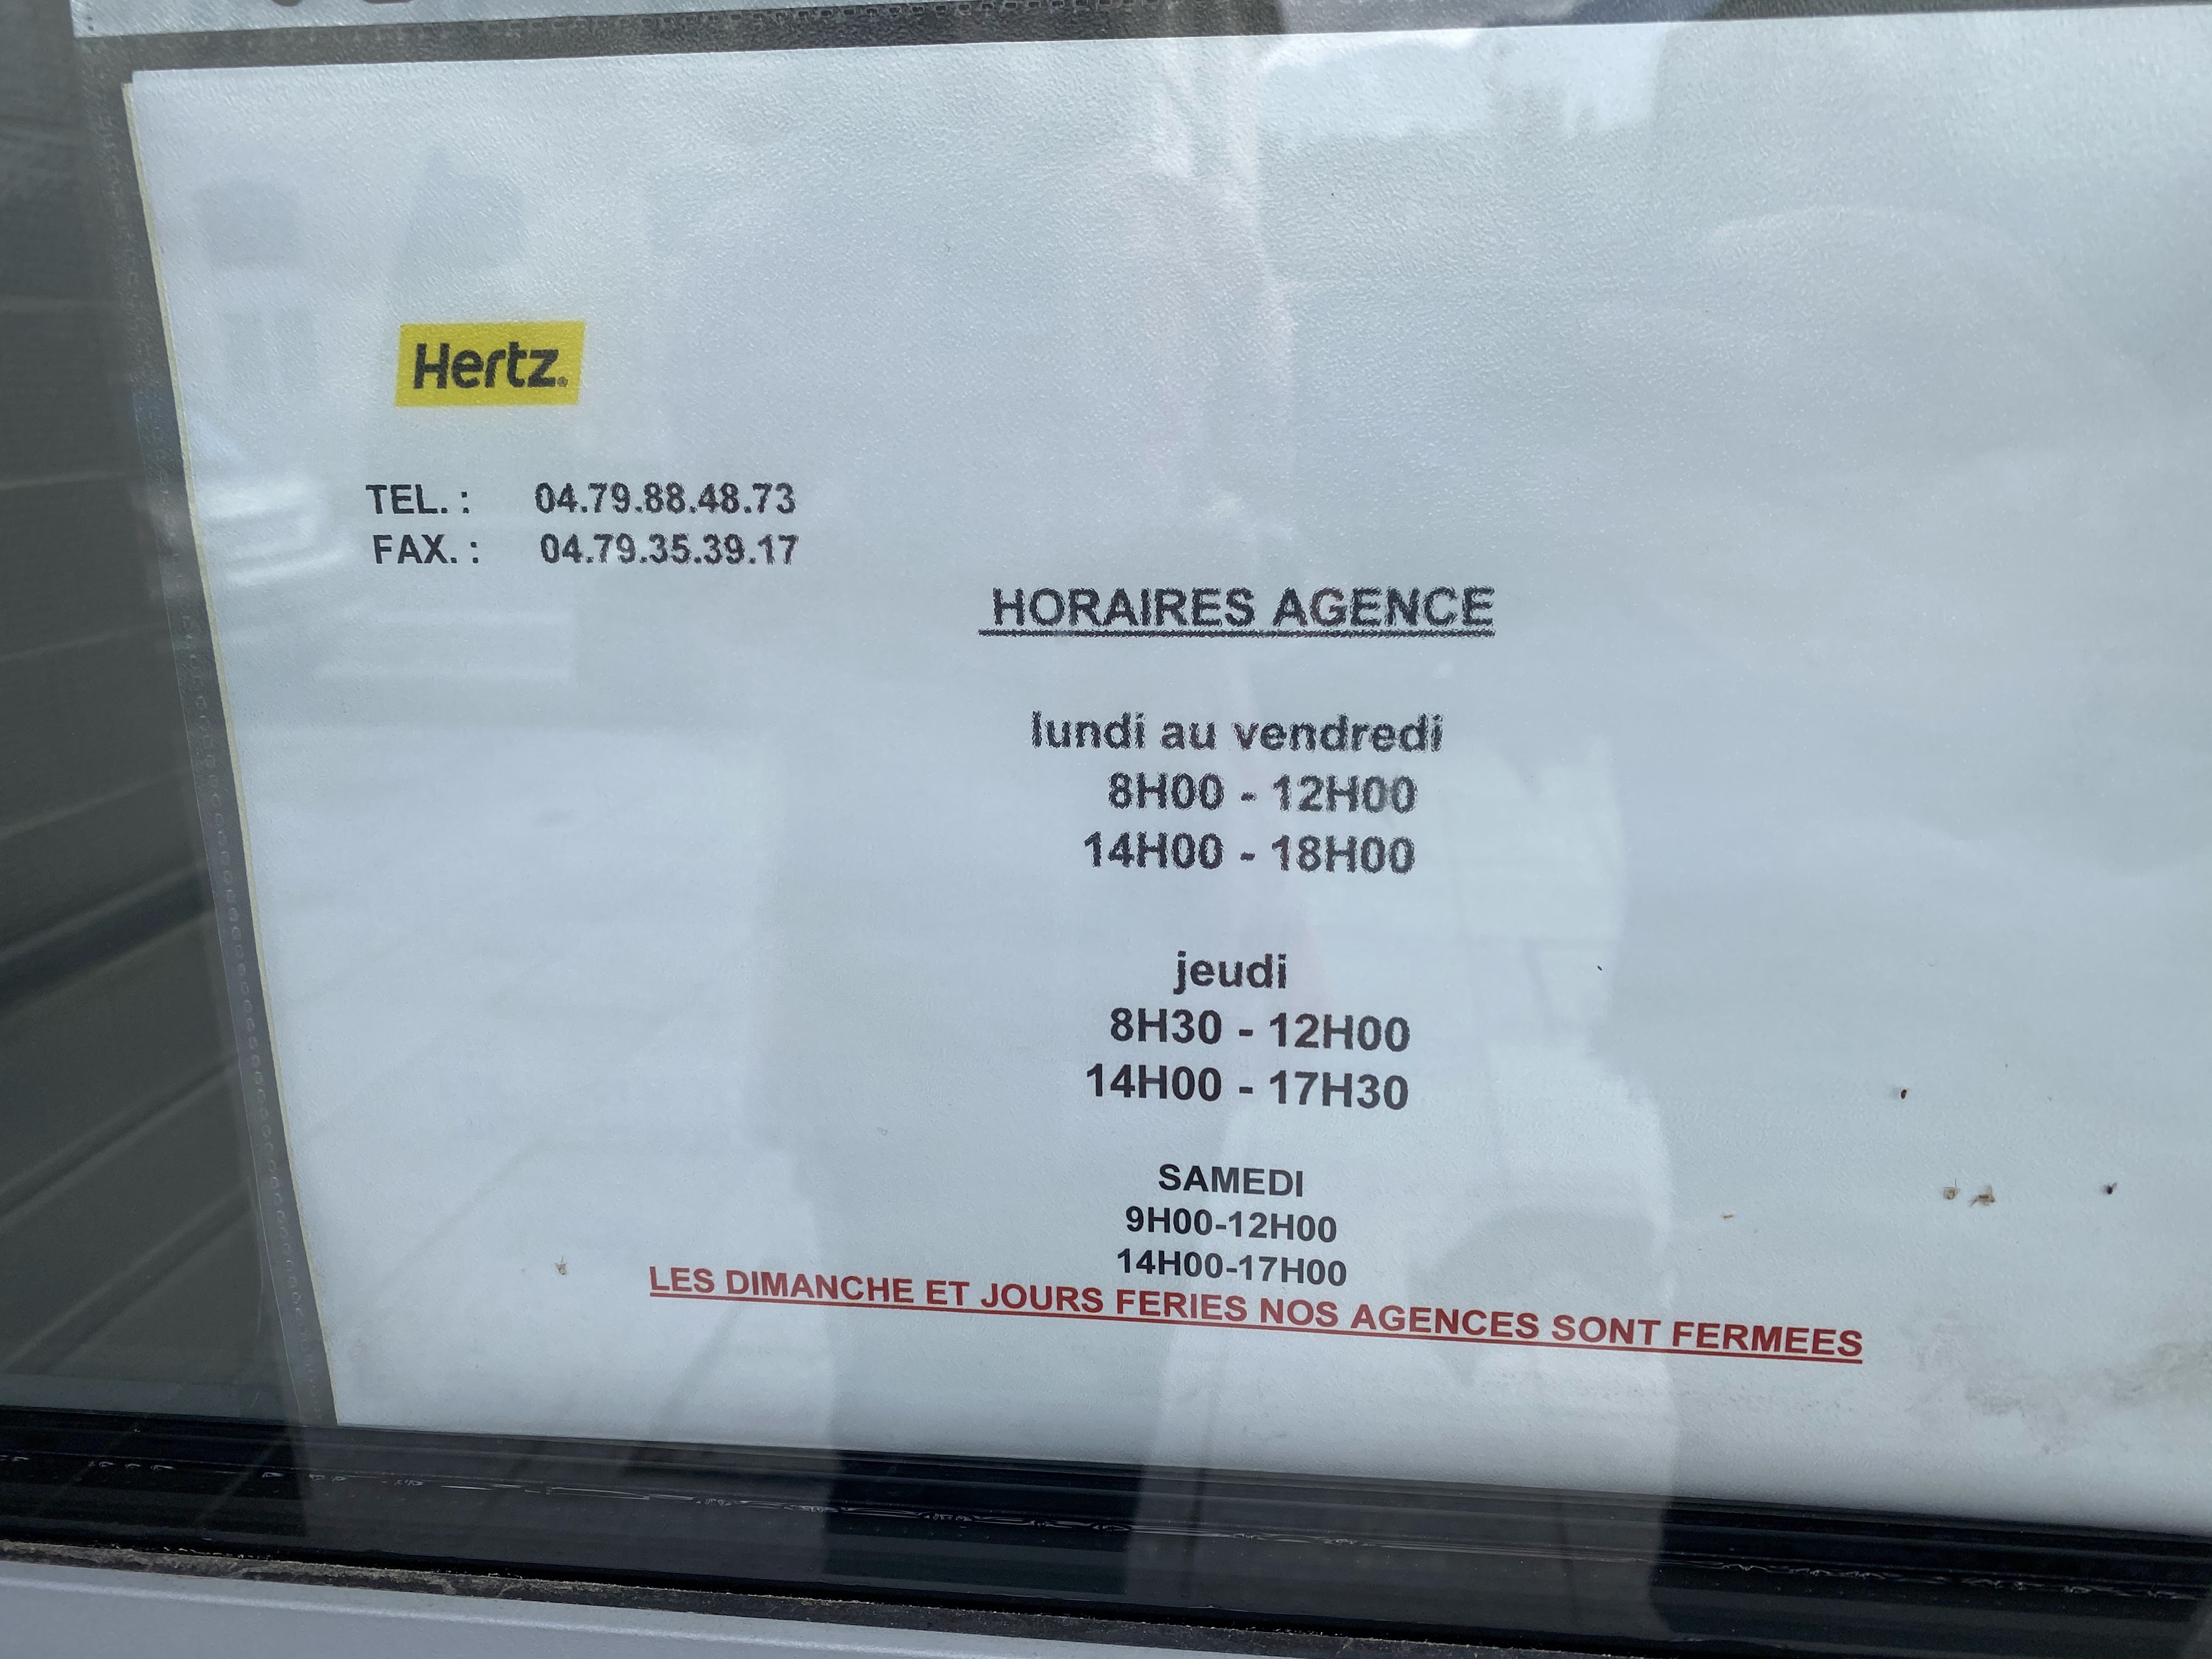 Hertz.
TEL. : 04.79.88.48.73
FAX. : 04.79.35.39.17
HORAIRES AGENCE
lundi au vendredi
8H00 - 12H00
14H00 - 18H00
jeudi
8H30 - 12H00
14H00 - 17H30
SAMEDI
9H00-12H00
14H00-17H00
LES DIMANCHE ET JOURS FERIES NOS AGENCES SONT FERMEES